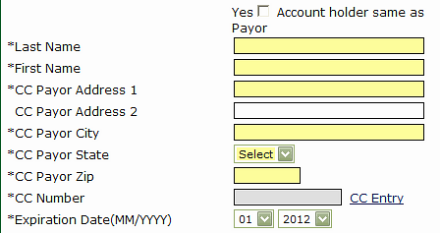 Yes Account holder same as
Payor
*Last Name
*First Name
*CC Payor Address 1
CC Payor Address 2
*CC Payor City
*CC Payor State Select
*CC Payor Zip
*CC Number CC Entry
*Expiration Date(MM/YYYY) 01 2012